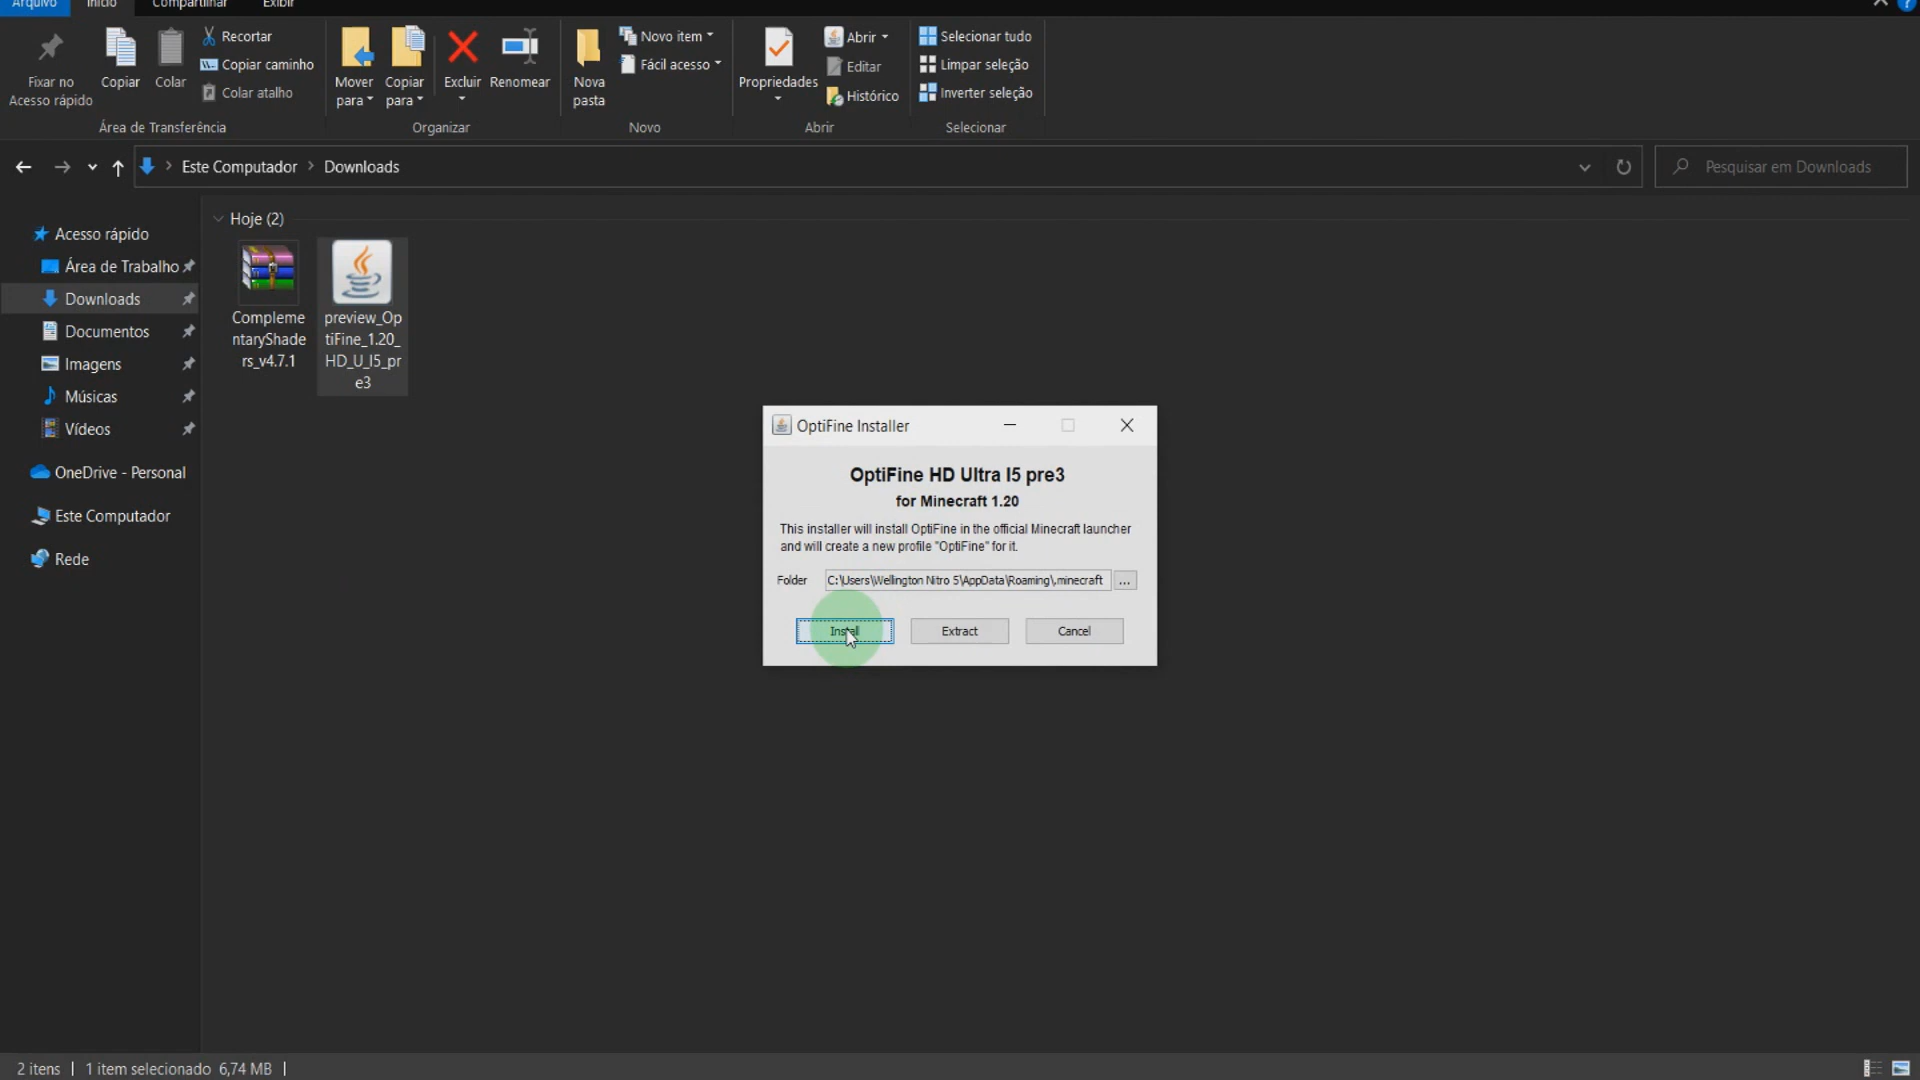 Arquivo Início Compartilhar Exibir
Fixar no
Acesso rápido
Copiar
Colar
Recortar
Copiar caminho
Colar atalho
Área de Transferência
Mover
para
Copiar
para
Excluir
Renomear
Organizar
Nova
pasta
Novo item
Fácil acesso
Novo
Propriedades
Abrir
Editar
Histórico
Abrir
Selecionar tudo
Limpar seleção
Inverter seleção
Selecionar
Este Computador > Downloads
Pesquisar em Downloads
Acesso rápido
Área de Trabalho
Downloads
Documentos
Imagens
Músicas
Vídeos
OneDrive - Personal
Este Computador
Rede
Hoje (2)
Compleme
ntaryShade
rs_v4.7.1
preview_Op
tiFine_1.20_
HD_U_I5_pr
e3
OptiFine Installer
OptiFine HD Ultra I5 pre3
for Minecraft 1.20
This installer will install OptiFine in the official Minecraft launcher
and will create a new profile "OptiFine" for it.
Folder C:\Users\Wellington Nitro 5\AppData\Roaming\.minecraft ...
Install Extract Cancel
2 itens | 1 item selecionado 6,74 MB |